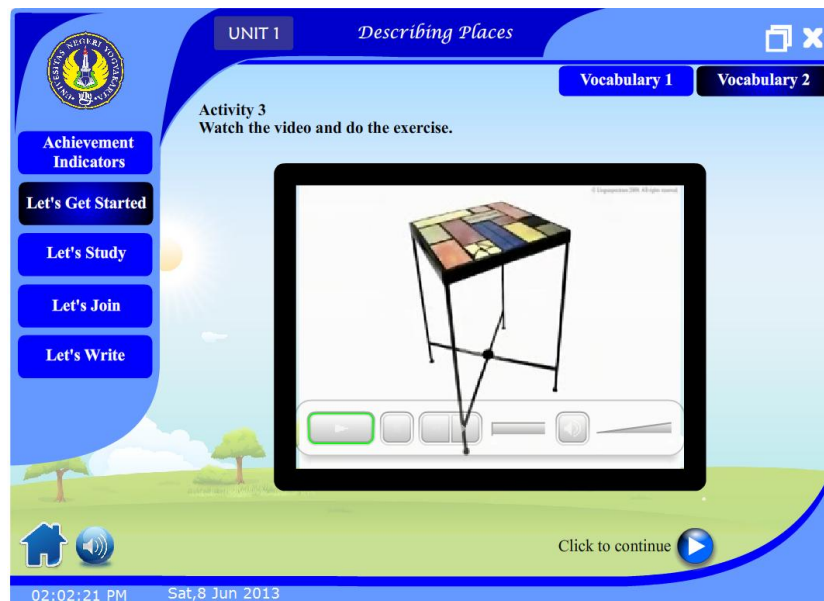 UNIT 1
Describing Places
Vocabulary 1
Vocabulary 2
Activity 3
Watch the video and do the exercise.
Achievement
Indicators
Let's Get Started
Let's Study
Let's Join
Let's Write
Click to continue
02:02:21 PM
Sat,8 Jun 2013